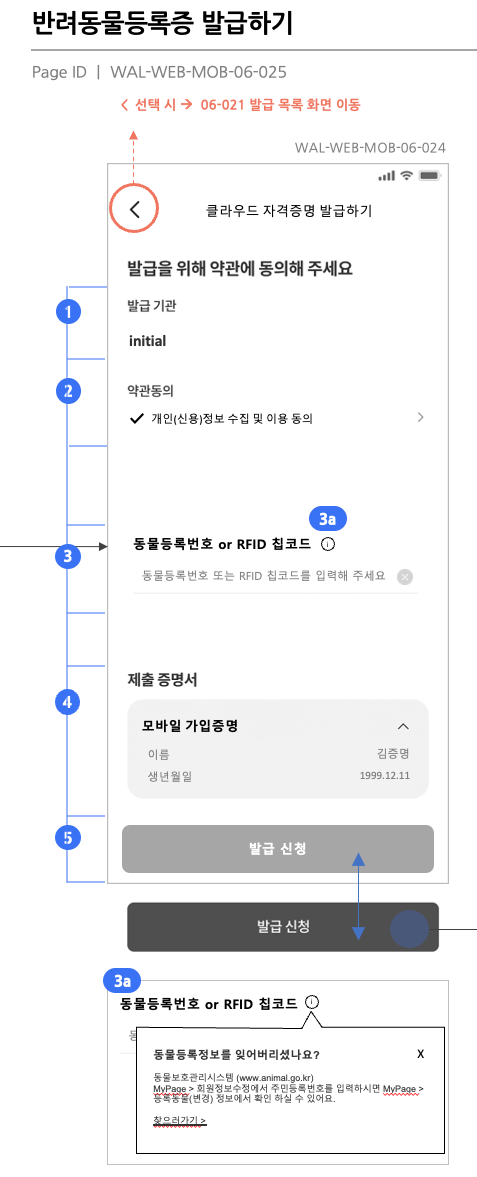 반려동물등록증 발급하기
Page ID | WAL-WEB-MOB-06-025
< 선택 시 → 06-021 발급 목록 화면 이동
WAL-WEB-MOB-06-024
클라우드 자격증명 발급하기
발급을 위해 약관에 동의해 주세요
1
발급 기관
initial
2
약관동의
개인(신용)정보 수집 및 이용 동의
3a
3
동물등록번호 or RFID 칩코드
동물등록번호 또는 RFID 칩코드를 입력해 주세요
4
제출 증명서
모바일 가입증명
이름 김증명
생년월일 1999.12.11
5
발급 신청
발급 신청
3a
동물등록번호 or RFID 칩코드
동
동물등록정보를 잊어버리셨나요? X
동물보호관리시스템 (www.animal.go.kr)
MyPage > 회원정보수정에서 주민등록번호를 입력하시면 MyPage >
등록동물(변경) 정보에서 확인 하실 수 있어요.
찾으러가기 >